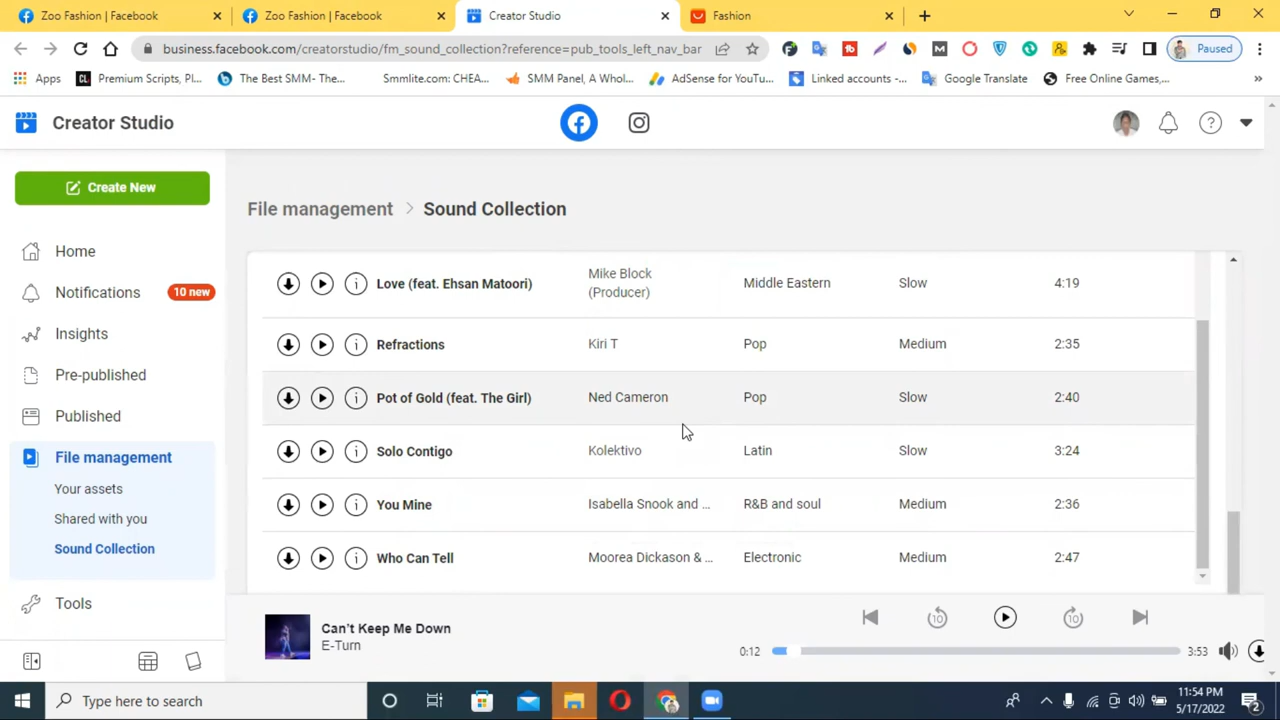 Zoo Fashion | Facebook
Zoo Fashion | Facebook
Creator Studio
Fashion
business.facebook.com/creatorstudio/fm_sound_collection?reference=pub_tools_left_nav_bar
Paused
Apps
Premium Scripts, Pl...
The Best SMM- The...
Smmlite.com: CHEA...
SMM Panel, A Whol...
AdSense for YouTu...
Linked accounts -...
Google Translate
Free Online Games,...
»
Creator Studio
Create New
File management > Sound Collection
Home
Notifications 10 new
Insights
Pre-published
Published
File management
Your assets
Shared with you
Sound Collection
Tools
Love (feat. Ehsan Matoori) Mike Block (Producer) Middle Eastern Slow 4:19
Refractions Kiri T Pop Medium 2:35
Pot of Gold (feat. The Girl) Ned Cameron Pop Slow 2:40
Solo Contigo Kolektivo Latin Slow 3:24
You Mine Isabella Snook and ... R&B and soul Medium 2:36
Who Can Tell Moorea Dickason & ... Electronic Medium 2:47
Can't Keep Me Down
E-Turn
10
10
0:12
3:53
Type here to search
11:54 PM
5/17/2022
2